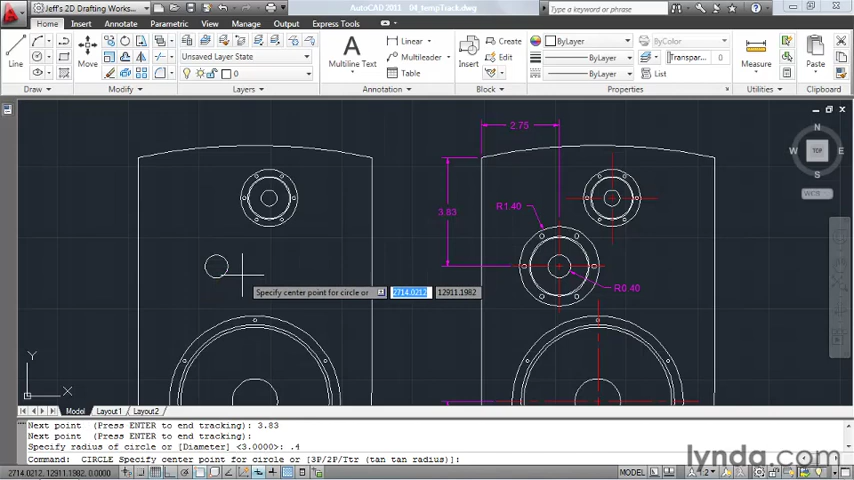 Jeff's 2D Drafting Works...
AutoCAD 2011 04_tempTrack.dwg
Type a keyword or phrase
Home Insert Annotate Parametric View Manage Output Express Tools
Line
Move
Unsaved Layer State
0
Multiline Text
Linear
Multileader
Table
Insert
Create
Edit
ByLayer
ByLayer
ByLayer
ByColor
Transpar...
0
List
Measure
Paste
Draw
Modify
Layers
Annotation
Block
Properties
Utilities
Clipboard
N
W TOP E
S
WCS
2.75
3.83
R1.40
R0.40
Specify center point for circle or
2714.0212
12911.1982
Y
X
Model Layout1 Layout2
Next point (Press ENTER to end tracking): 3.83
Next point (Press ENTER to end tracking):
Specify radius of circle or [Diameter] <3.0000>: .4
Command: CIRCLE Specify center point for circle or [3P/2P/Ttr (tan tan radius)]:
2714.0212, 12911.1982, 0.0000
MODEL
lynda.com